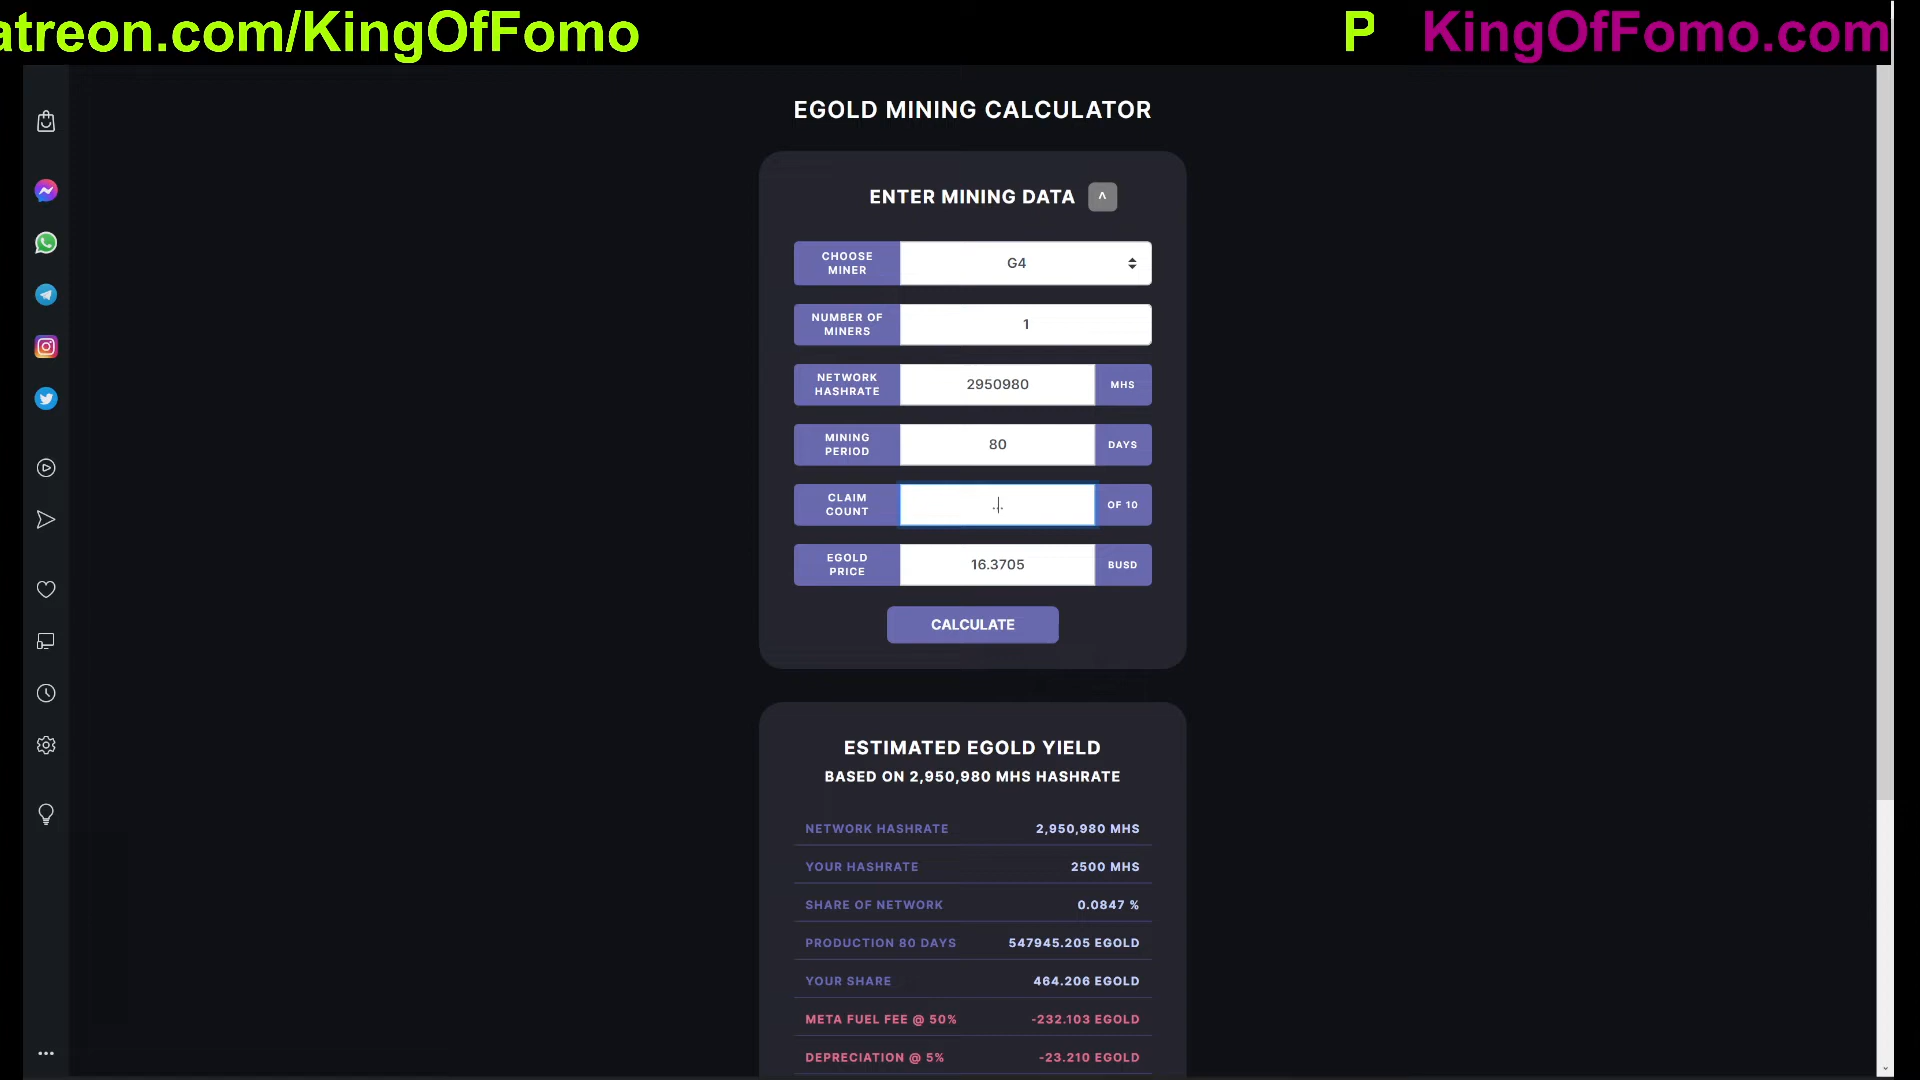 atreon.com/KingOfFomo
P KingOfFomo.com
EGOLD MINING CALCULATOR
ENTER MINING DATA ^
CHOOSE
MINER
G4
NUMBER OF
MINERS
1
NETWORK
HASHRATE
2950980
MHS
MINING
PERIOD
80
DAYS
CLAIM
COUNT
...
OF 10
EGOLD
PRICE
16.3705
BUSD
CALCULATE
ESTIMATED EGOLD YIELD
BASED ON 2,950,980 MHS HASHRATE
NETWORK HASHRATE 2,950,980 MHS
YOUR HASHRATE 2500 MHS
SHARE OF NETWORK 0.0847 %
PRODUCTION 80 DAYS 547945.205 EGOLD
YOUR SHARE 464.206 EGOLD
META FUEL FEE @ 50% -232.103 EGOLD
DEPRECIATION @ 5% -23.210 EGOLD